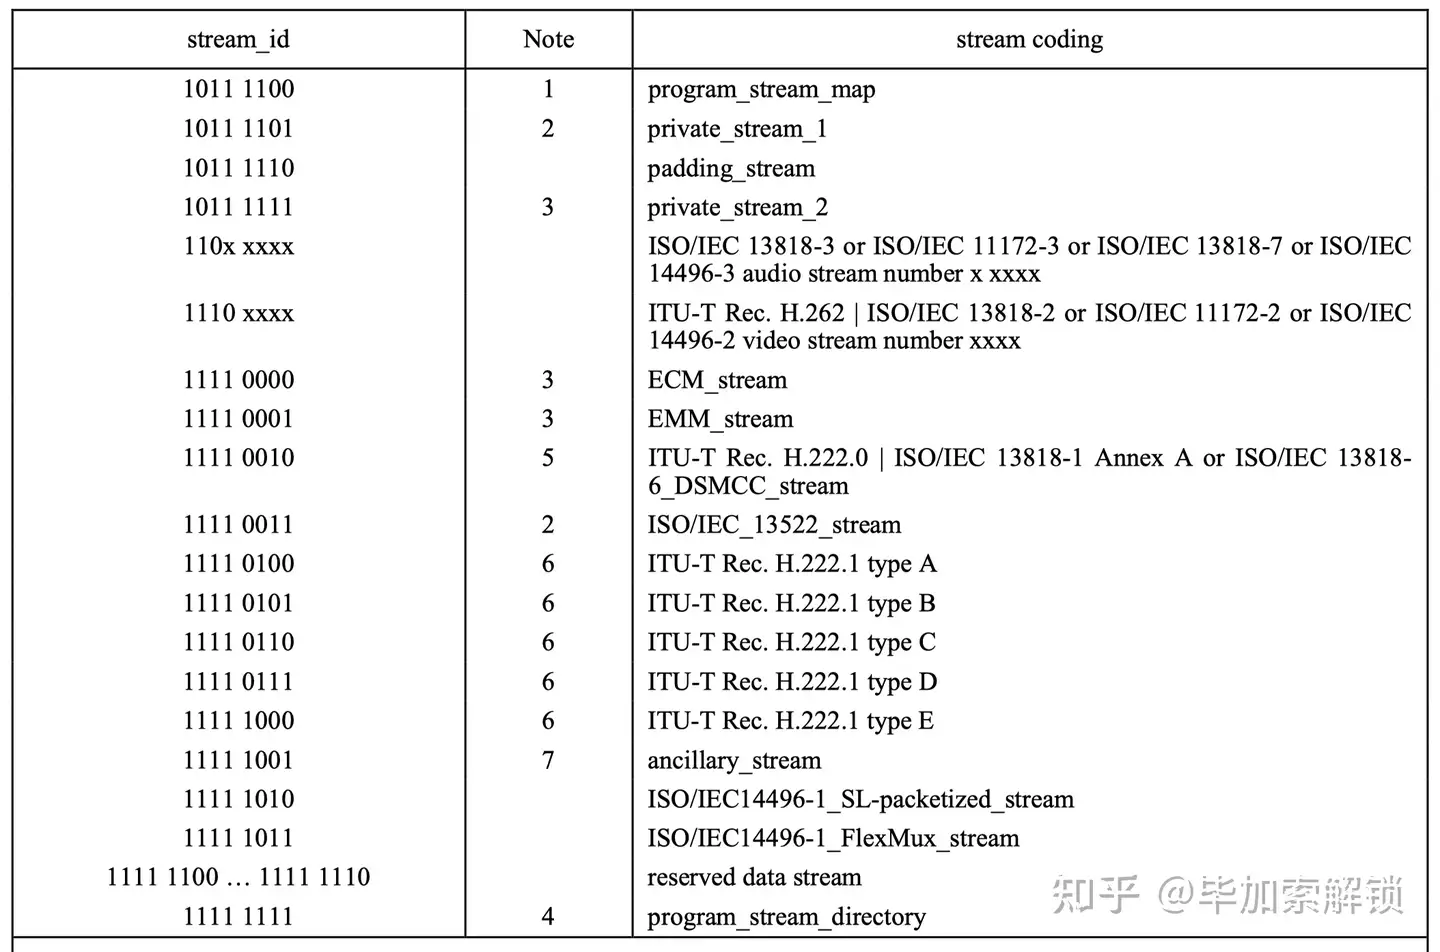 stream_id Note stream coding
1011 1100 1 program_stream_map
1011 1101 2 private_stream_1
1011 1110 padding_stream
1011 1111 3 private_stream_2
110x xxxx ISO/IEC 13818-3 or ISO/IEC 11172-3 or ISO/IEC 13818-7 or ISO/IEC
14496-3 audio stream number x xxxx
1110 xxxx ITU-T Rec. H.262 | ISO/IEC 13818-2 or ISO/IEC 11172-2 or ISO/IEC
14496-2 video stream number xxxx
1111 0000 3 ECM_stream
1111 0001 3 EMM_stream
1111 0010 5 ITU-T Rec. H.222.0 | ISO/IEC 13818-1 Annex A or ISO/IEC 13818-
6_DSMCC_stream
1111 0011 2 ISO/IEC_13522_stream
1111 0100 6 ITU-T Rec. H.222.1 type A
1111 0101 6 ITU-T Rec. H.222.1 type B
1111 0110 6 ITU-T Rec. H.222.1 type C
1111 0111 6 ITU-T Rec. H.222.1 type D
1111 1000 6 ITU-T Rec. H.222.1 type E
1111 1001 7 ancillary_stream
1111 1010 ISO/IEC14496-1_SL-packetized_stream
1111 1011 ISO/IEC14496-1_FlexMux_stream
1111 1100 … 1111 1110 reserved data stream
1111 1111 4 program_stream_directory
知乎 @毕加索解锁